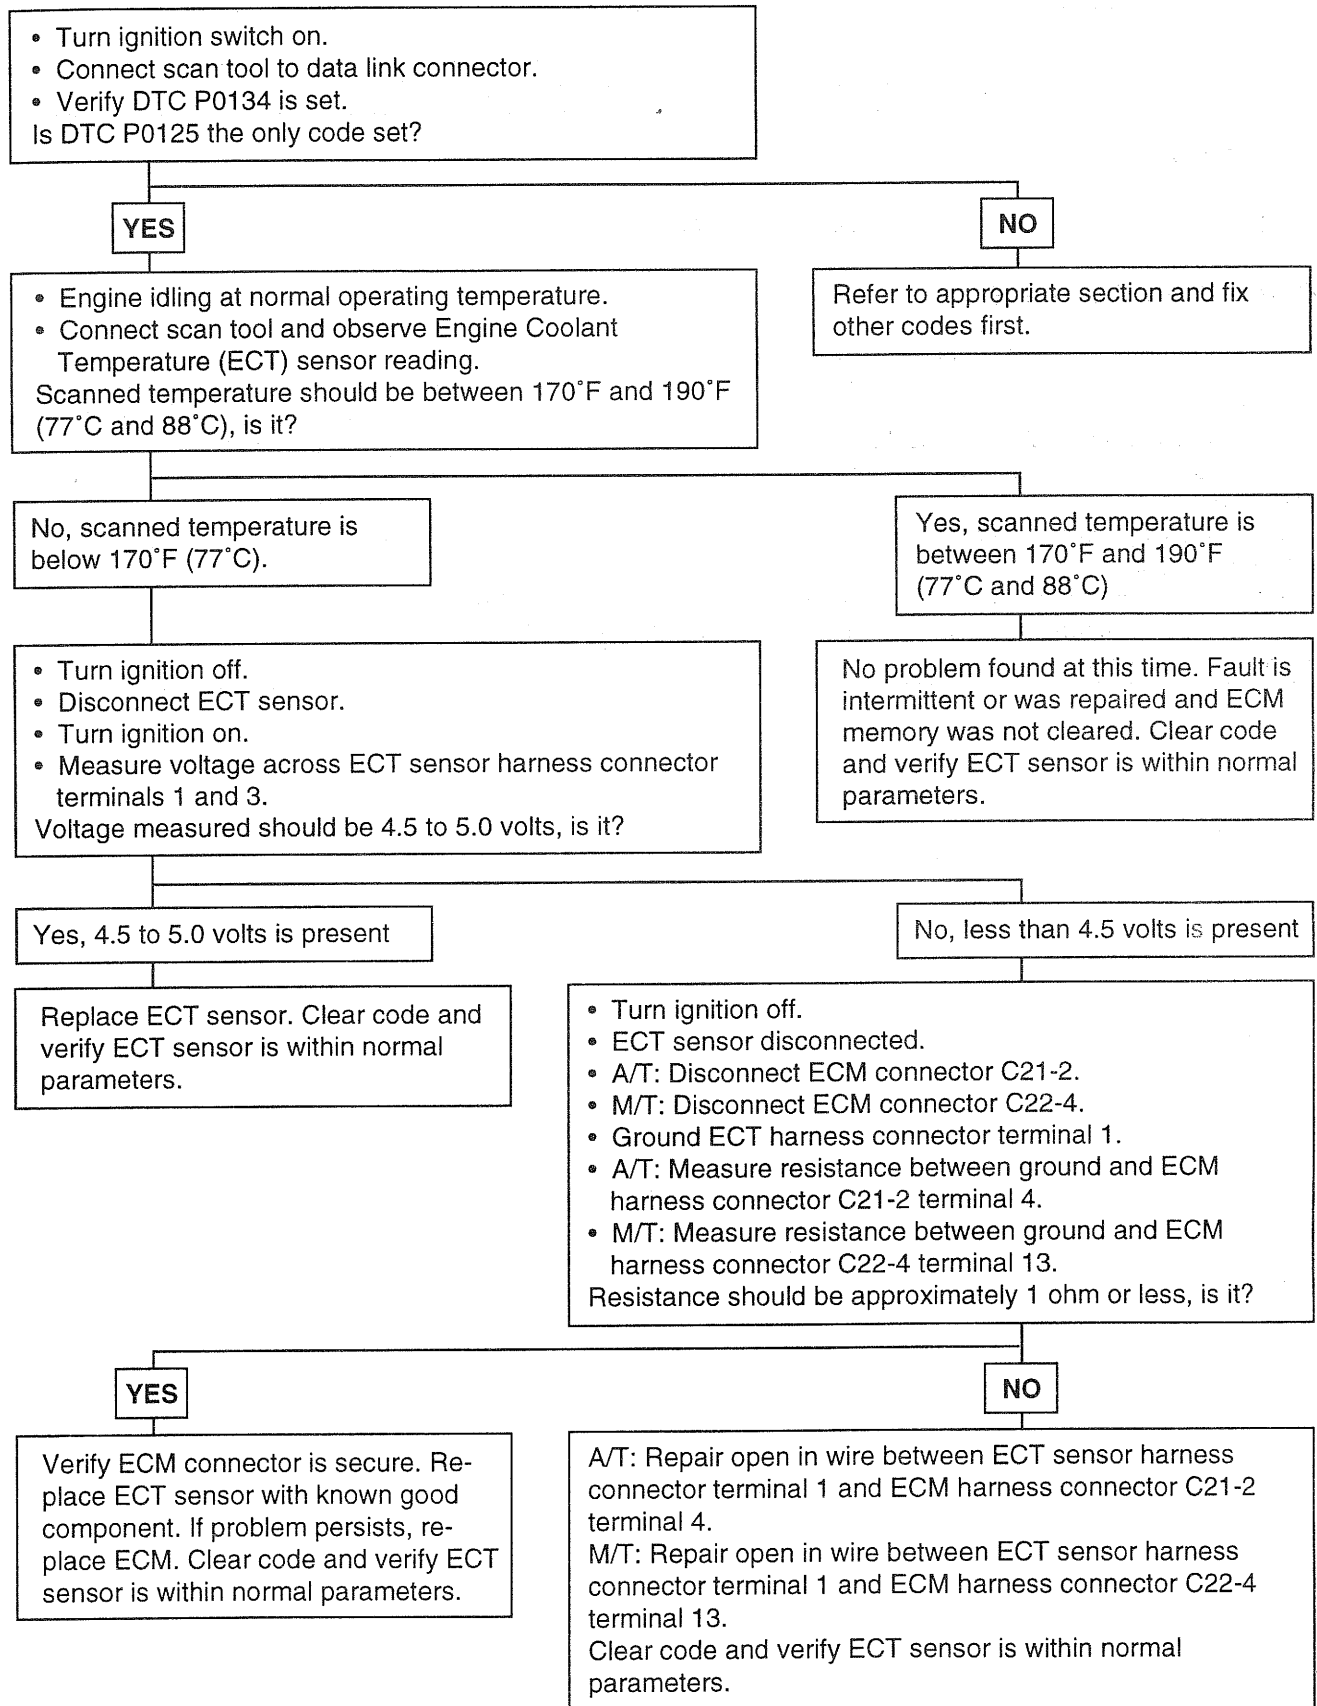 • Turn ignition switch on.
• Connect scan tool to data link connector.
• Verify DTC P0134 is set.
Is DTC P0125 the only code set?
YES
NO
• Engine idling at normal operating temperature.
• Connect scan tool and observe Engine Coolant
Temperature (ECT) sensor reading.
Scanned temperature should be between 170°F and 190°F
(77°C and 88°C), is it?
Refer to appropriate section and fix
other codes first.
No, scanned temperature is
below 170°F (77°C).
Yes, scanned temperature is
between 170°F and 190°F
(77°C and 88°C)
• Turn ignition off.
• Disconnect ECT sensor.
• Turn ignition on.
• Measure voltage across ECT sensor harness connector
terminals 1 and 3.
Voltage measured should be 4.5 to 5.0 volts, is it?
No problem found at this time. Fault is
intermittent or was repaired and ECM
memory was not cleared. Clear code
and verify ECT sensor is within normal
parameters.
Yes, 4.5 to 5.0 volts is present
No, less than 4.5 volts is present
Replace ECT sensor. Clear code and
verify ECT sensor is within normal
parameters.
• Turn ignition off.
• ECT sensor disconnected.
• A/T: Disconnect ECM connector C21-2.
• M/T: Disconnect ECM connector C22-4.
• Ground ECT harness connector terminal 1.
• A/T: Measure resistance between ground and ECM
harness connector C21-2 terminal 4.
• M/T: Measure resistance between ground and ECM
harness connector C22-4 terminal 13.
Resistance should be approximately 1 ohm or less, is it?
YES
NO
Verify ECM connector is secure. Re-
place ECT sensor with known good
component. If problem persists, re-
place ECM. Clear code and verify ECT
sensor is within normal parameters.
A/T: Repair open in wire between ECT sensor harness
connector terminal 1 and ECM harness connector C21-2
terminal 4.
M/T: Repair open in wire between ECT sensor harness
connector terminal 1 and ECM harness connector C22-4
terminal 13.
Clear code and verify ECT sensor is within normal
parameters.